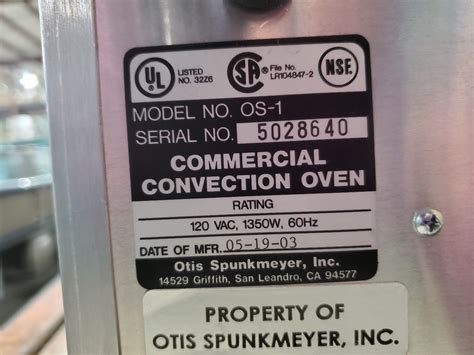 UL LISTED NO. 32Z6 SA File No. LR104847-2 NSF
MODEL NO. OS-1
SERIAL NO. 5028640
COMMERCIAL
CONVECTION OVEN
RATING
120 VAC, 1350W, 60Hz
DATE OF MFR. 05-19-03
Otis Spunkmeyer, Inc.
14529 Griffith, San Leandro, CA 94577
PROPERTY OF
OTIS SPUNKMEYER, INC.